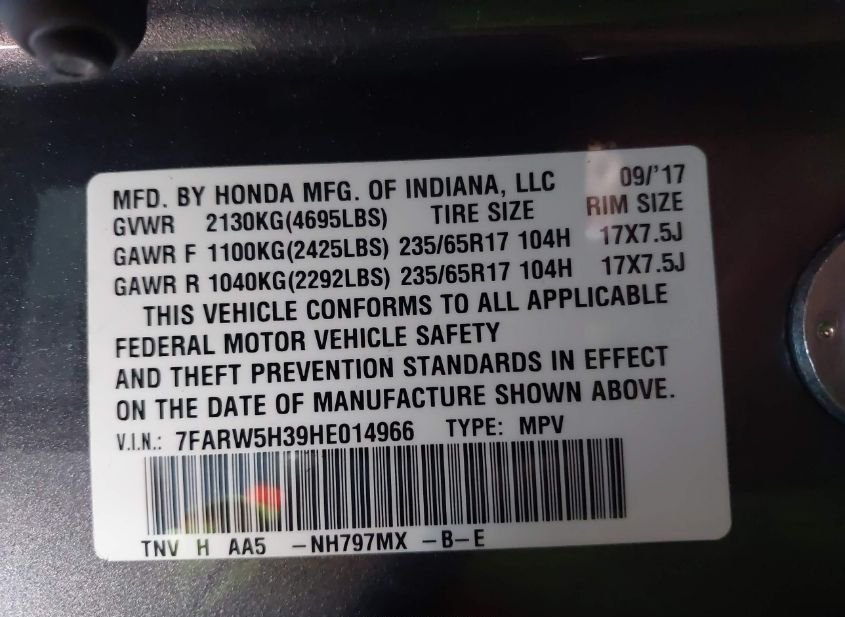 MFD. BY HONDA MFG. OF INDIANA, LLC 09/'17
GVWR 2130KG(4695LBS) TIRE SIZE RIM SIZE
GAWR F 1100KG(2425LBS) 235/65R17 104H 17X7.5J
GAWR R 1040KG(2292LBS) 235/65R17 104H 17X7.5J
THIS VEHICLE CONFORMS TO ALL APPLICABLE
FEDERAL MOTOR VEHICLE SAFETY
AND THEFT PREVENTION STANDARDS IN EFFECT
ON THE DATE OF MANUFACTURE SHOWN ABOVE.
V.I.N.: 7FARW5H39HE014966 TYPE: MPV
TNV H AA5 -NH797MX -B-E